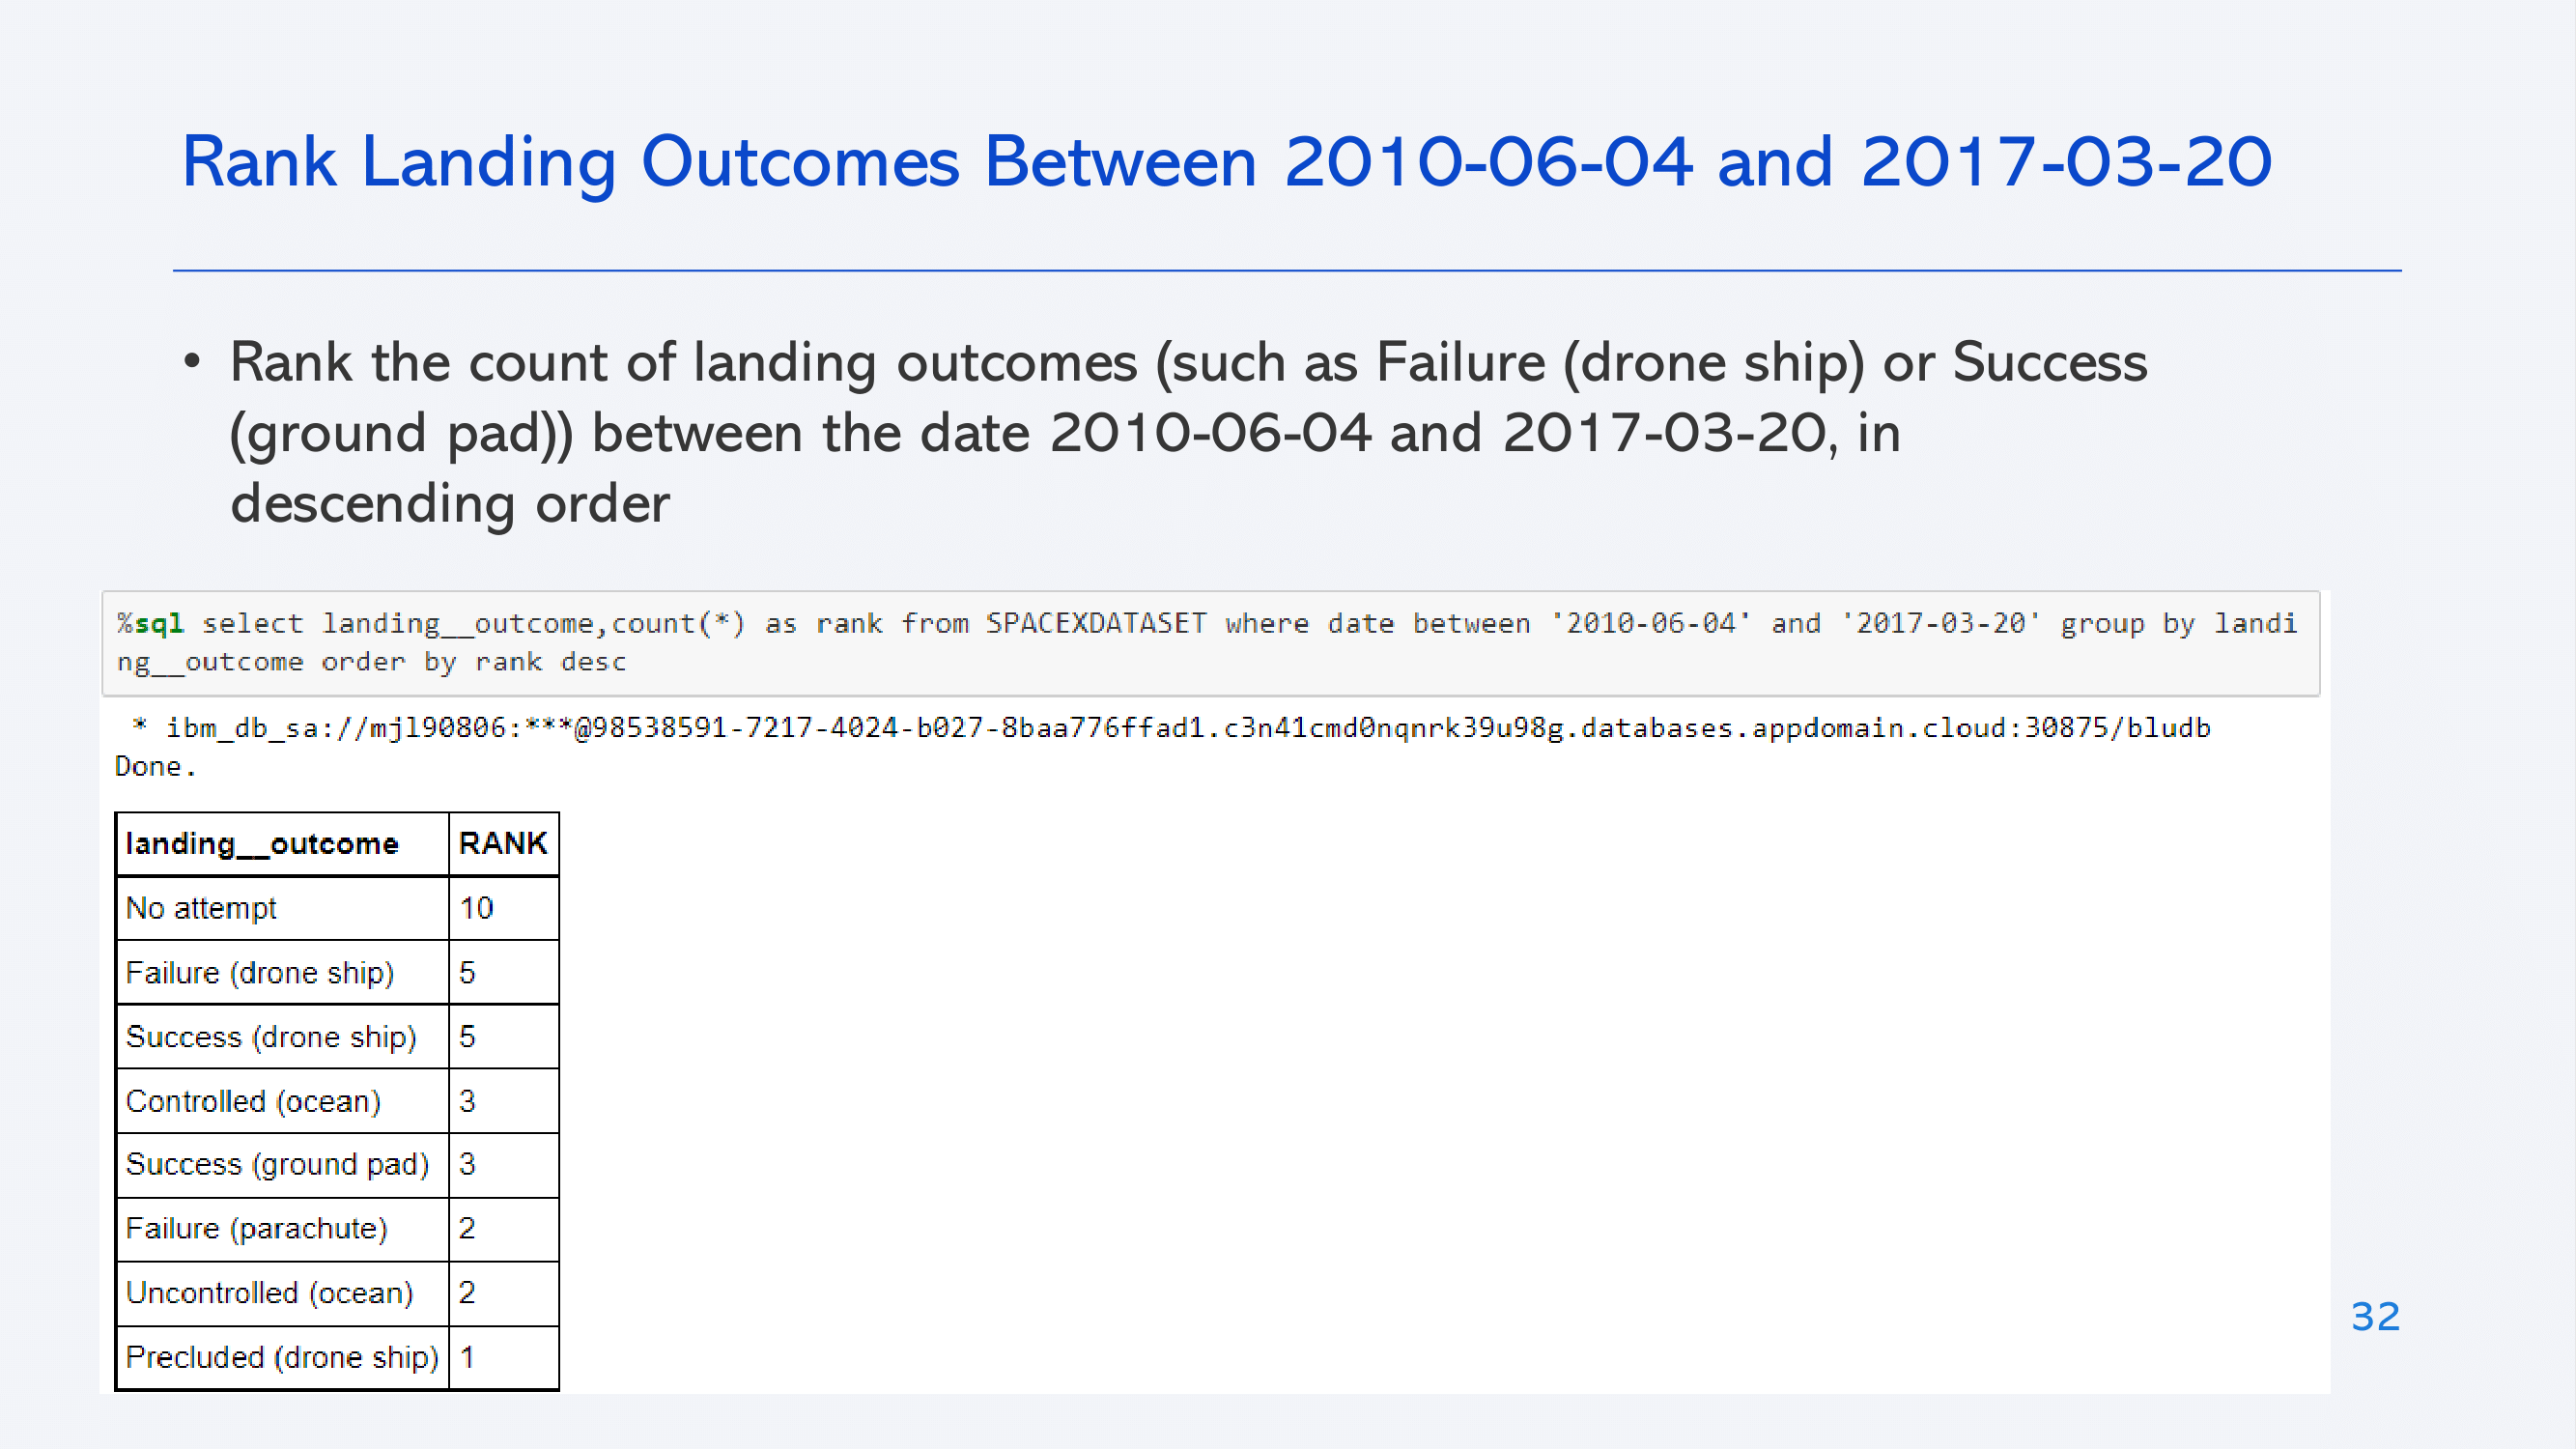 Rank Landing Outcomes Between 2010-06-04 and 2017-03-20
• Rank the count of landing outcomes (such as Failure (drone ship) or Success
(ground pad)) between the date 2010-06-04 and 2017-03-20, in
descending order
%sql select landing__outcome,count(*) as rank from SPACEXDATASET where date between '2010-06-04' and '2017-03-20' group by landi
ng__outcome order by rank desc
* ibm_db_sa://mjl90806:***@98538591-7217-4024-b027-8baa776ffad1.c3n41cmd0nqnrk39u98g.databases.appdomain.cloud:30875/bludb
Done.
landing__outcome RANK
No attempt 10
Failure (drone ship) 5
Success (drone ship) 5
Controlled (ocean) 3
Success (ground pad) 3
Failure (parachute) 2
Uncontrolled (ocean) 2
Precluded (drone ship) 1
32